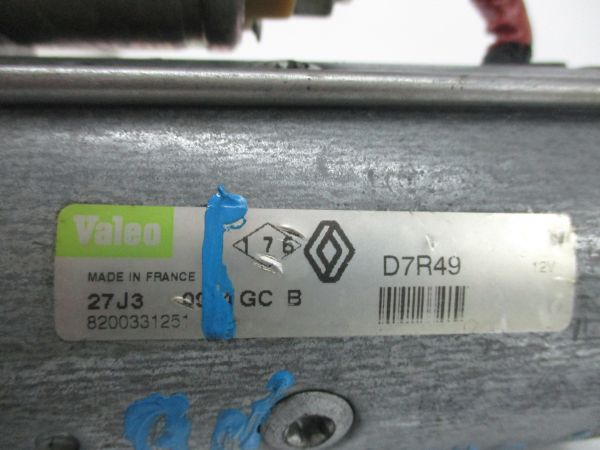 Valeo
176
D7R49
12V
MADE IN FRANCE
27J3 GC B
8200331251